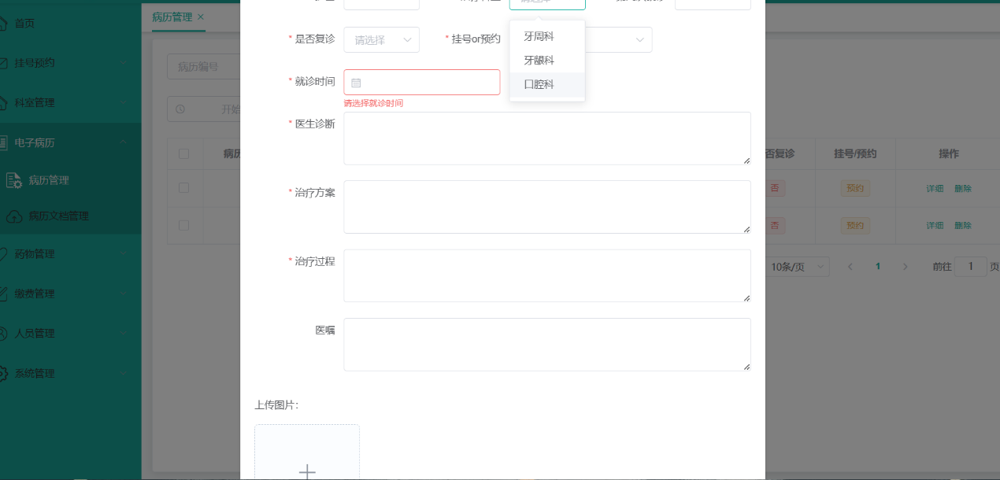 首页
挂号预约
科室管理
电子病历
病历管理
病历文档管理
药物管理
缴费管理
人员管理
系统管理
病历管理 ×
病历编号
开始
病历
* 是否复诊
请选择
* 挂号or预约
牙周科
牙龈科
口腔科
* 就诊时间
请选择就诊时间
* 医生诊断
* 治疗方案
* 治疗过程
医嘱
上传图片：
否复诊
挂号/预约
操作
否
预约
详细
删除
否
预约
详细
删除
10条/页
1
前往
1
页